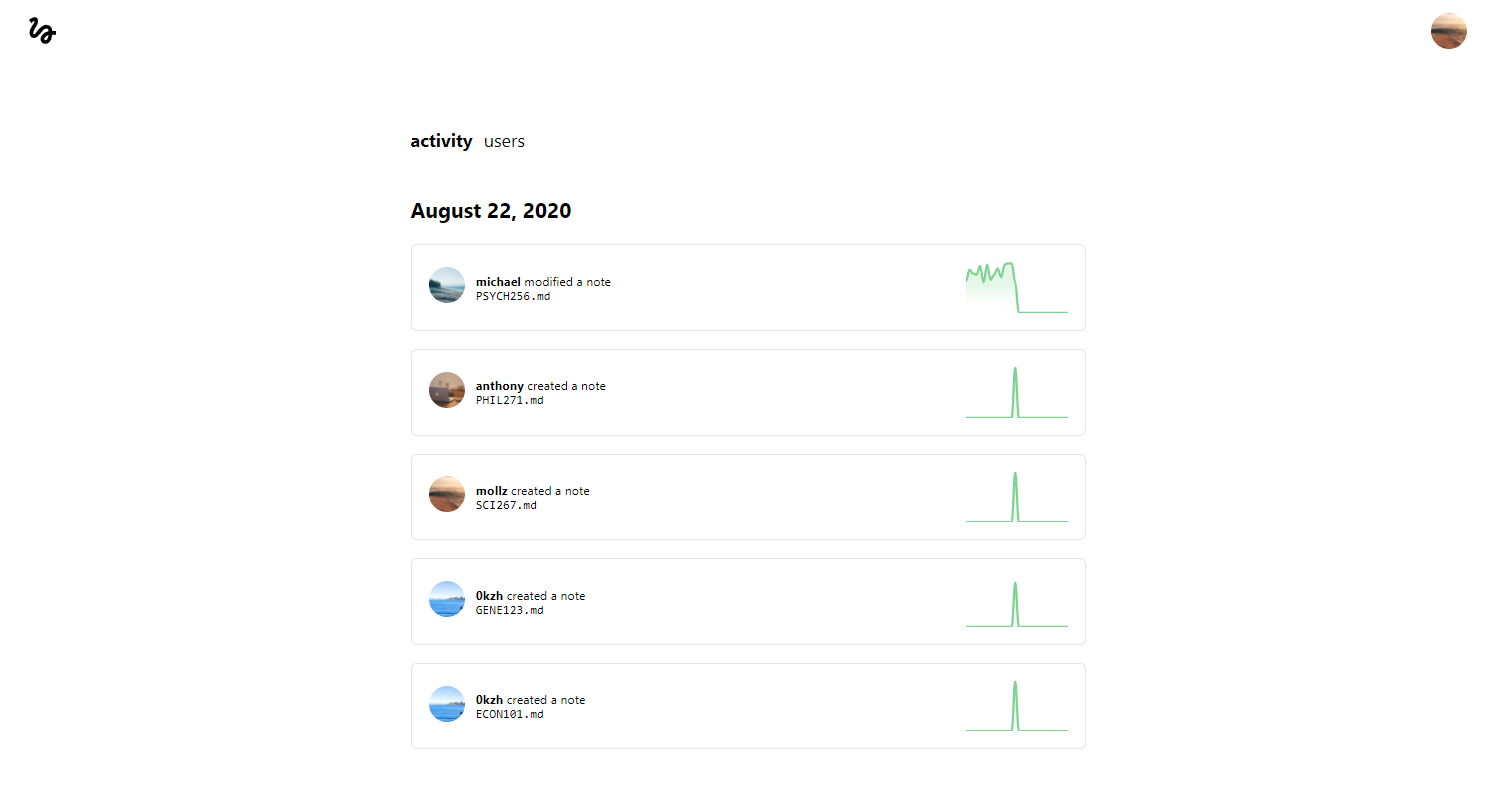 activity users
August 22, 2020
michael modified a note
PSYCH256.md
anthony created a note
PHIL271.md
mollz created a note
SCI267.md
0kzh created a note
GENE123.md
0kzh created a note
ECON101.md